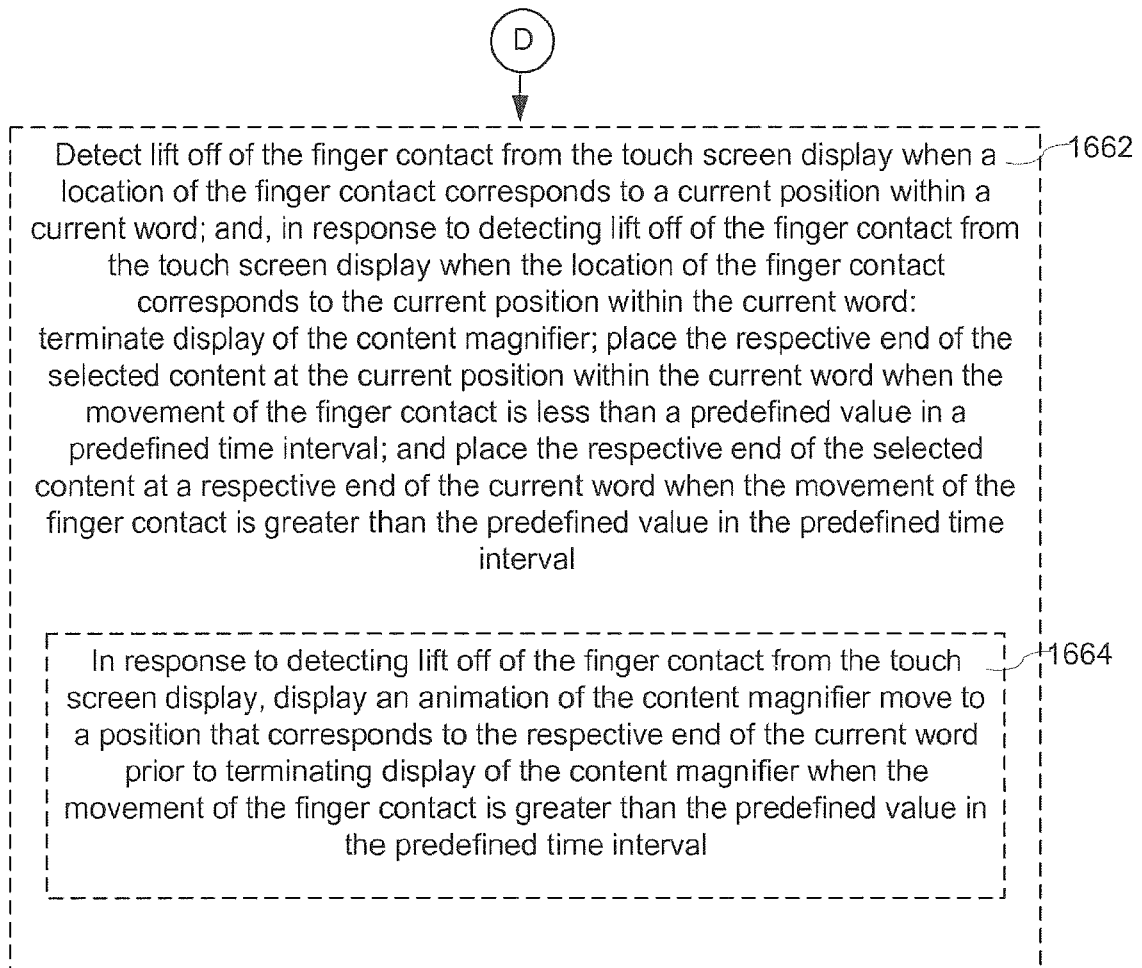 D
Detect lift off of the finger contact from the touch screen display when a
1662
location of the finger contact corresponds to a current position within a
current word; and, in response to detecting lift off of the finger contact from
the touch screen display when the location of the finger contact
corresponds to the current position within the current word:
terminate display of the content magnifier; place the respective end of the
selected content at the current position within the current word when the
movement of the finger contact is less than a predefined value in a
predefined time interval; and place the respective end of the selected
content at a respective end of the current word when the movement of the
finger contact is greater than the predefined value in the predefined time
interval
In response to detecting lift off of the finger contact from the touch
1664
screen display, display an animation of the content magnifier move to
a position that corresponds to the respective end of the current word
prior to terminating display of the content magnifier when the
movement of the finger contact is greater than the predefined value in
the predefined time interval